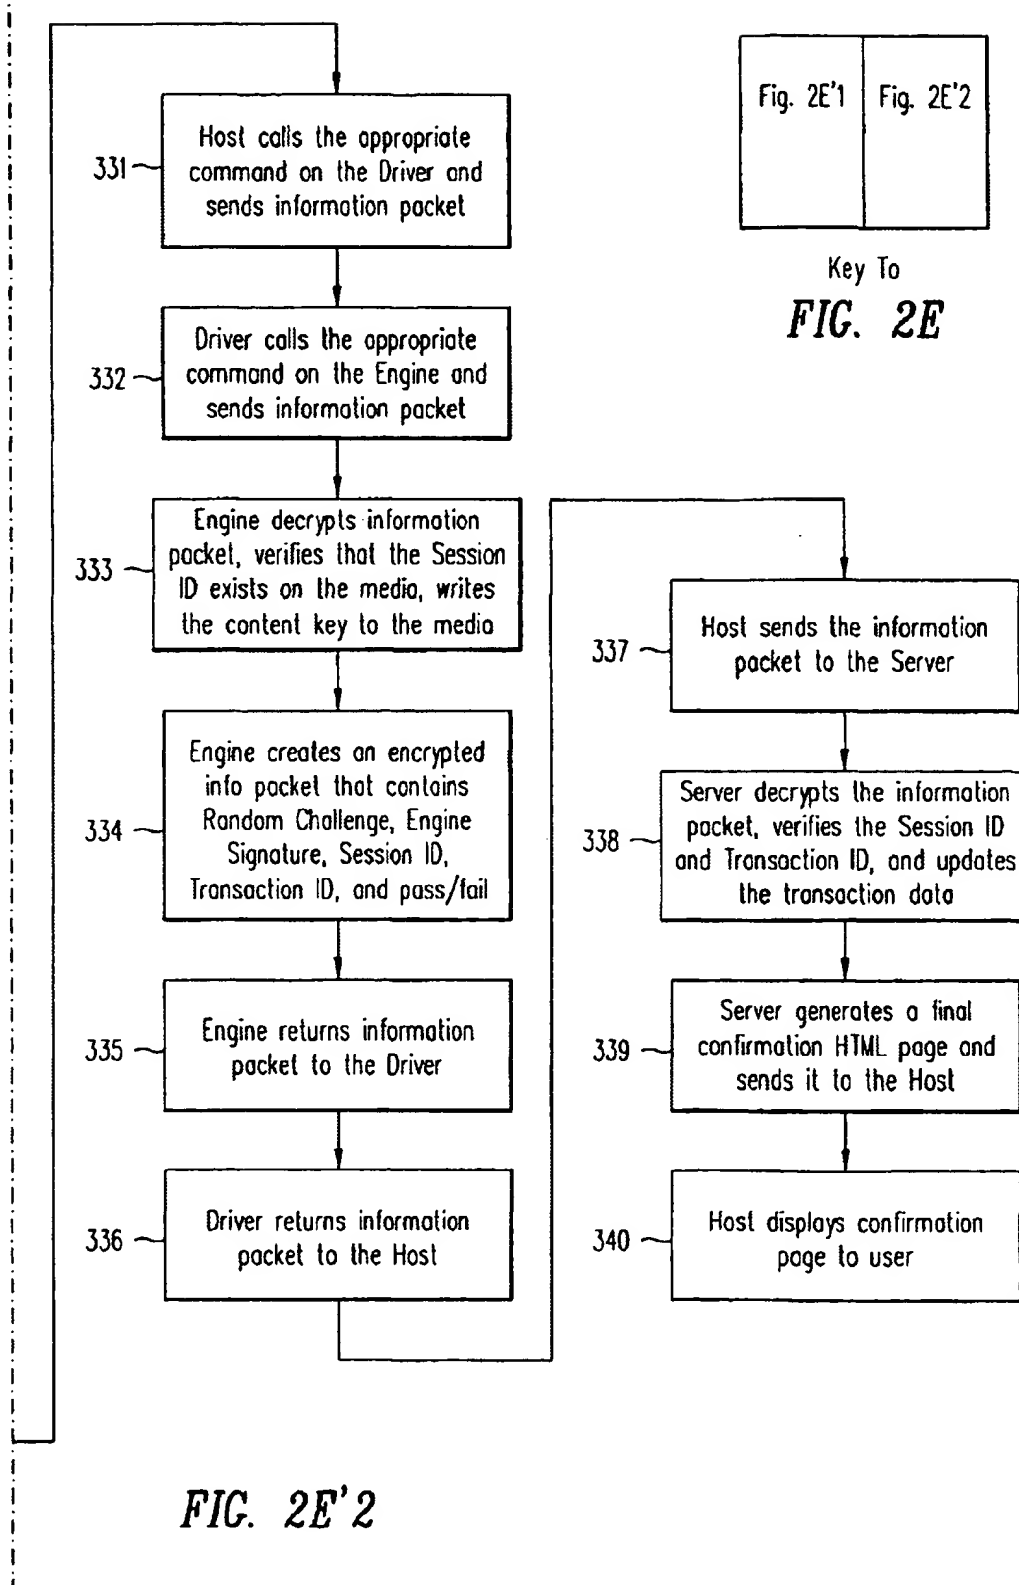 331
Host calls the appropriate
command on the Driver and
sends information packet
332
Driver calls the appropriate
command on the Engine and
sends information packet
333
Engine decrypts information
packet, verifies that the Session
ID exists on the media, writes
the content key to the media
334
Engine creates an encrypted
info packet that contains
Random Challenge, Engine
Signature, Session ID,
Transaction ID, and pass/fail
335
Engine returns information
packet to the Driver
336
Driver returns information
packet to the Host
Fig. 2E'1
Fig. 2E'2
Key To
FIG. 2E
337
Host sends the information
packet to the Server
338
Server decrypts the information
packet, verifies the Session ID
and Transaction ID, and updates
the transaction data
339
Server generates a final
confirmation HTML page and
sends it to the Host
340
Host displays confirmation
page to user
FIG. 2E'2